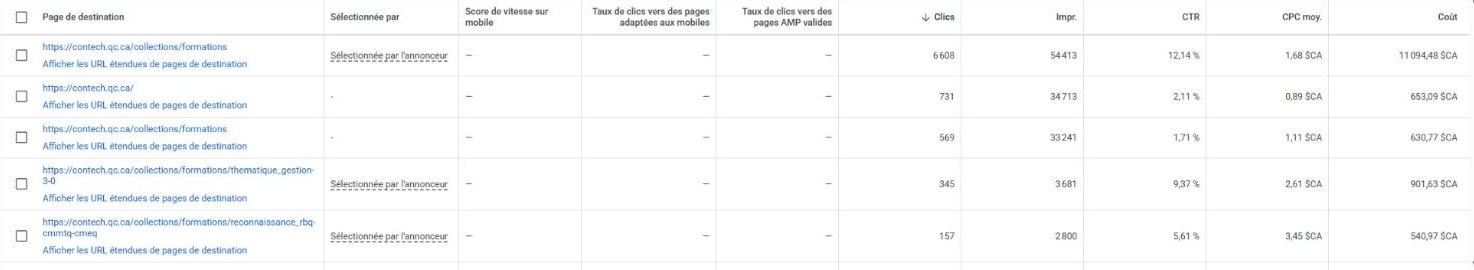 Page de destination Sélectionnée par Score de vitesse sur mobile Taux de clics vers des pages adaptées aux mobiles Taux de clics vers des pages AMP valides ↓ Clics Impr. CTR CPC moy. Coût
https://contech.qc.ca/collections/formations
Afficher les URL étendues de pages de destination
Sélectionnée par l'annonceur — — — 6 608 54 413 12,14 % 1,68 $CA 11 094,48 $CA
https://contech.qc.ca/
Afficher les URL étendues de pages de destination
- — — — 731 34 713 2,11 % 0,89 $CA 653,09 $CA
https://contech.qc.ca/collections/formations
Afficher les URL étendues de pages de destination
- — — — 569 33 241 1,71 % 1,11 $CA 630,77 $CA
https://contech.qc.ca/collections/formations/thematique_gestion-
3-0
Afficher les URL étendues de pages de destination
Sélectionnée par l'annonceur — — — 345 3 681 9,37 % 2,61 $CA 901,63 $CA
https://contech.qc.ca/collections/formations/reconnaissance_rbq-
cmmtq-cmeq
Afficher les URL étendues de pages de destination
Sélectionnée par l'annonceur — — — 157 2 800 5,61 % 3,45 $CA 540,97 $CA